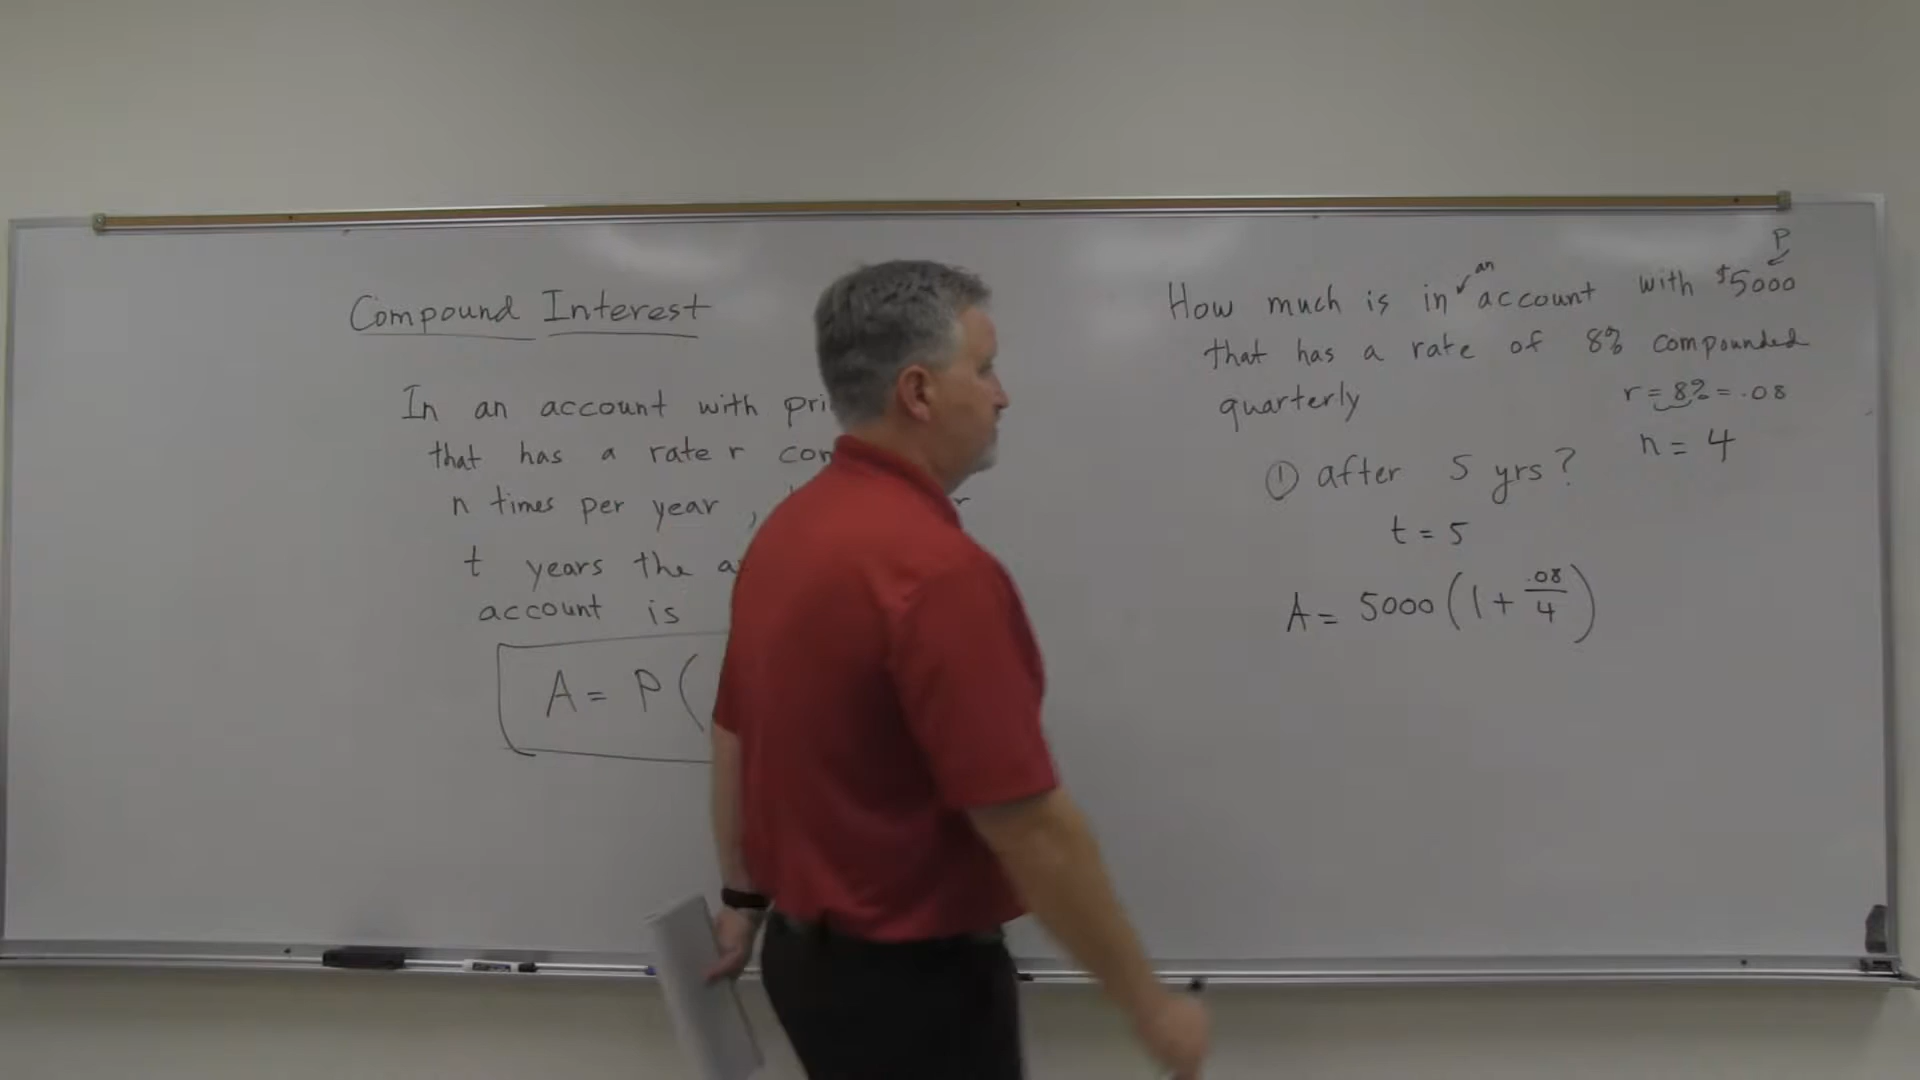 Compound Interest
In an account with
that has a rate r
n times per year,
t years the
account is
A = P (
P
How much is in an account with $5000
that has a rate of 8% compounded
quarterly
r = 8% = .08
n = 4
① after 5 yrs?
t = 5
A = 5000 (1 + .08/4)